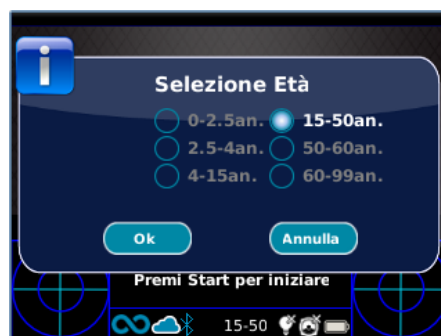 Selezione Età
0-2.5an. 15-50an.
2.5-4an. 50-60an.
4-15an. 60-99an.
Ok Annulla
Premi Start per iniziare
15-50